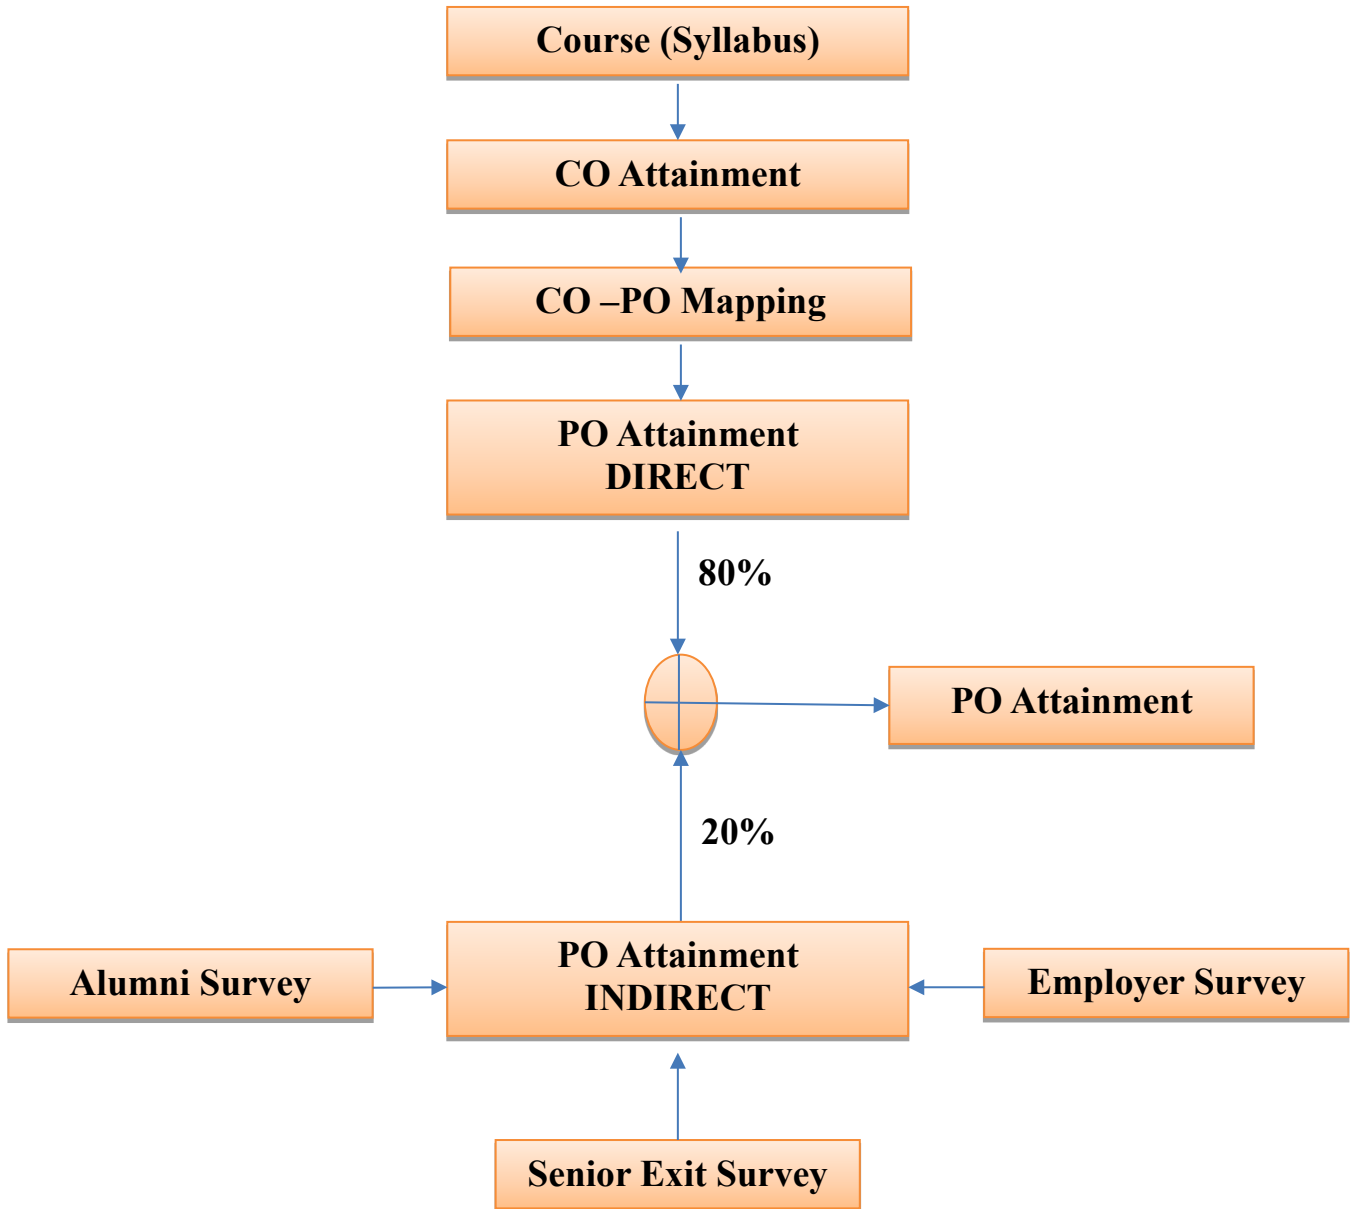 Course (Syllabus)
CO Attainment
CO –PO Mapping
PO Attainment
DIRECT
80%
PO Attainment
20%
PO Attainment
INDIRECT
Alumni Survey
Employer Survey
Senior Exit Survey